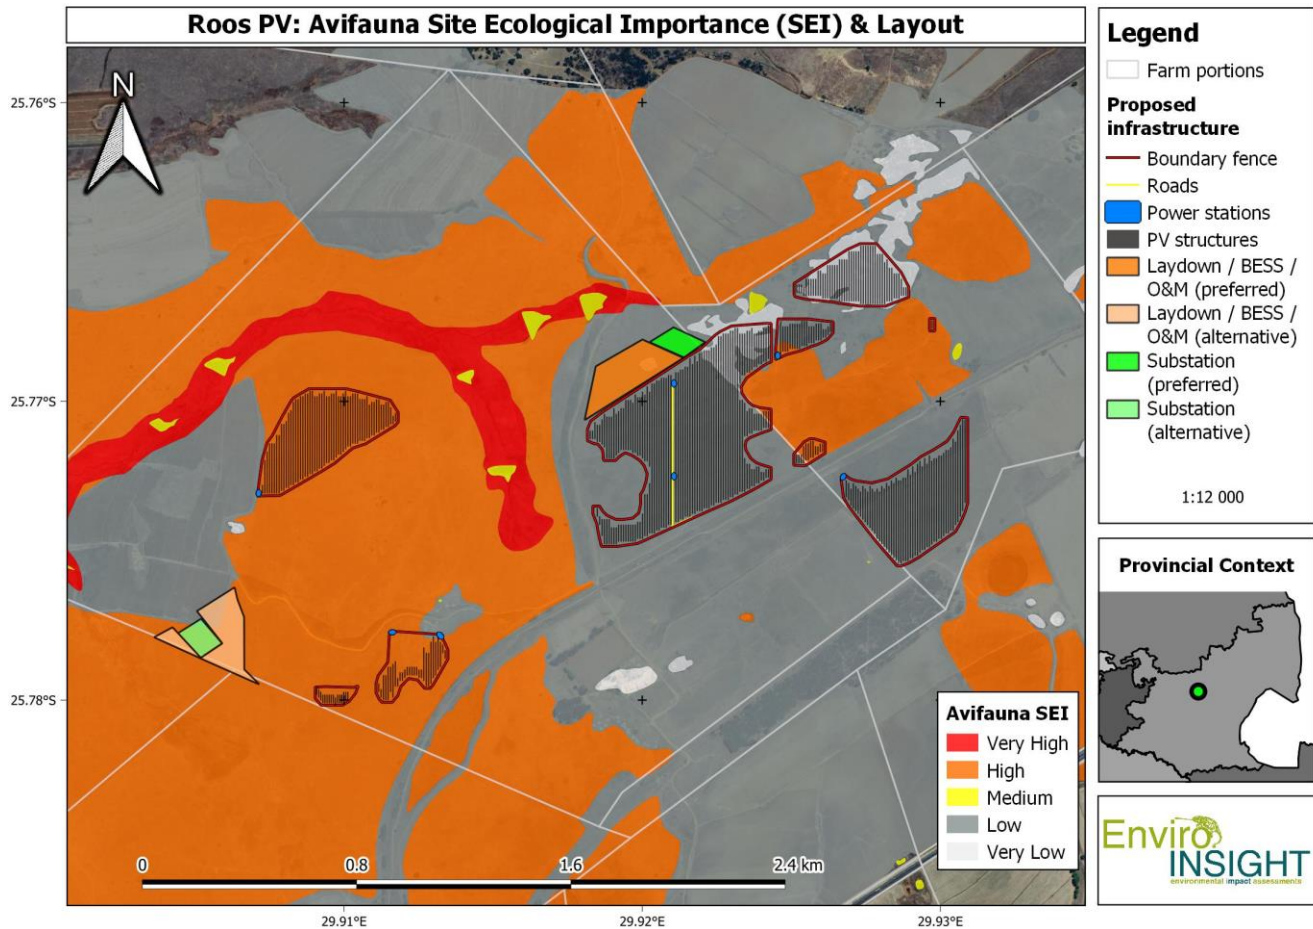 Roos PV: Avifauna Site Ecological Importance (SEI) & Layout
N
25.76°S
25.77°S
25.78°S
29.91°E
29.92°E
29.93°E
0
0.8
1.6
2.4 km
Avifauna SEI
Very High
High
Medium
Low
Very Low
Legend
Farm portions
Proposed
infrastructure
Boundary fence
Roads
Power stations
PV structures
Laydown / BESS /
O&M (preferred)
Laydown / BESS /
O&M (alternative)
Substation
(preferred)
Substation
(alternative)
1:12 000
Provincial Context
Enviro
INSIGHT
environmental impact assessments